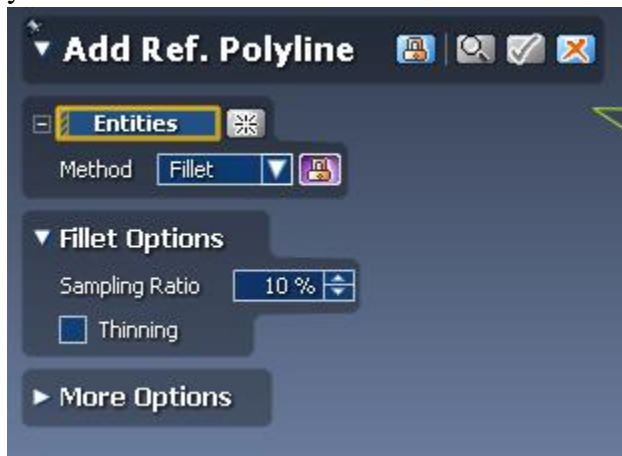 Add Ref. Polyline
Entities
Method Fillet
Fillet Options
Sampling Ratio 10 %
Thinning
More Options